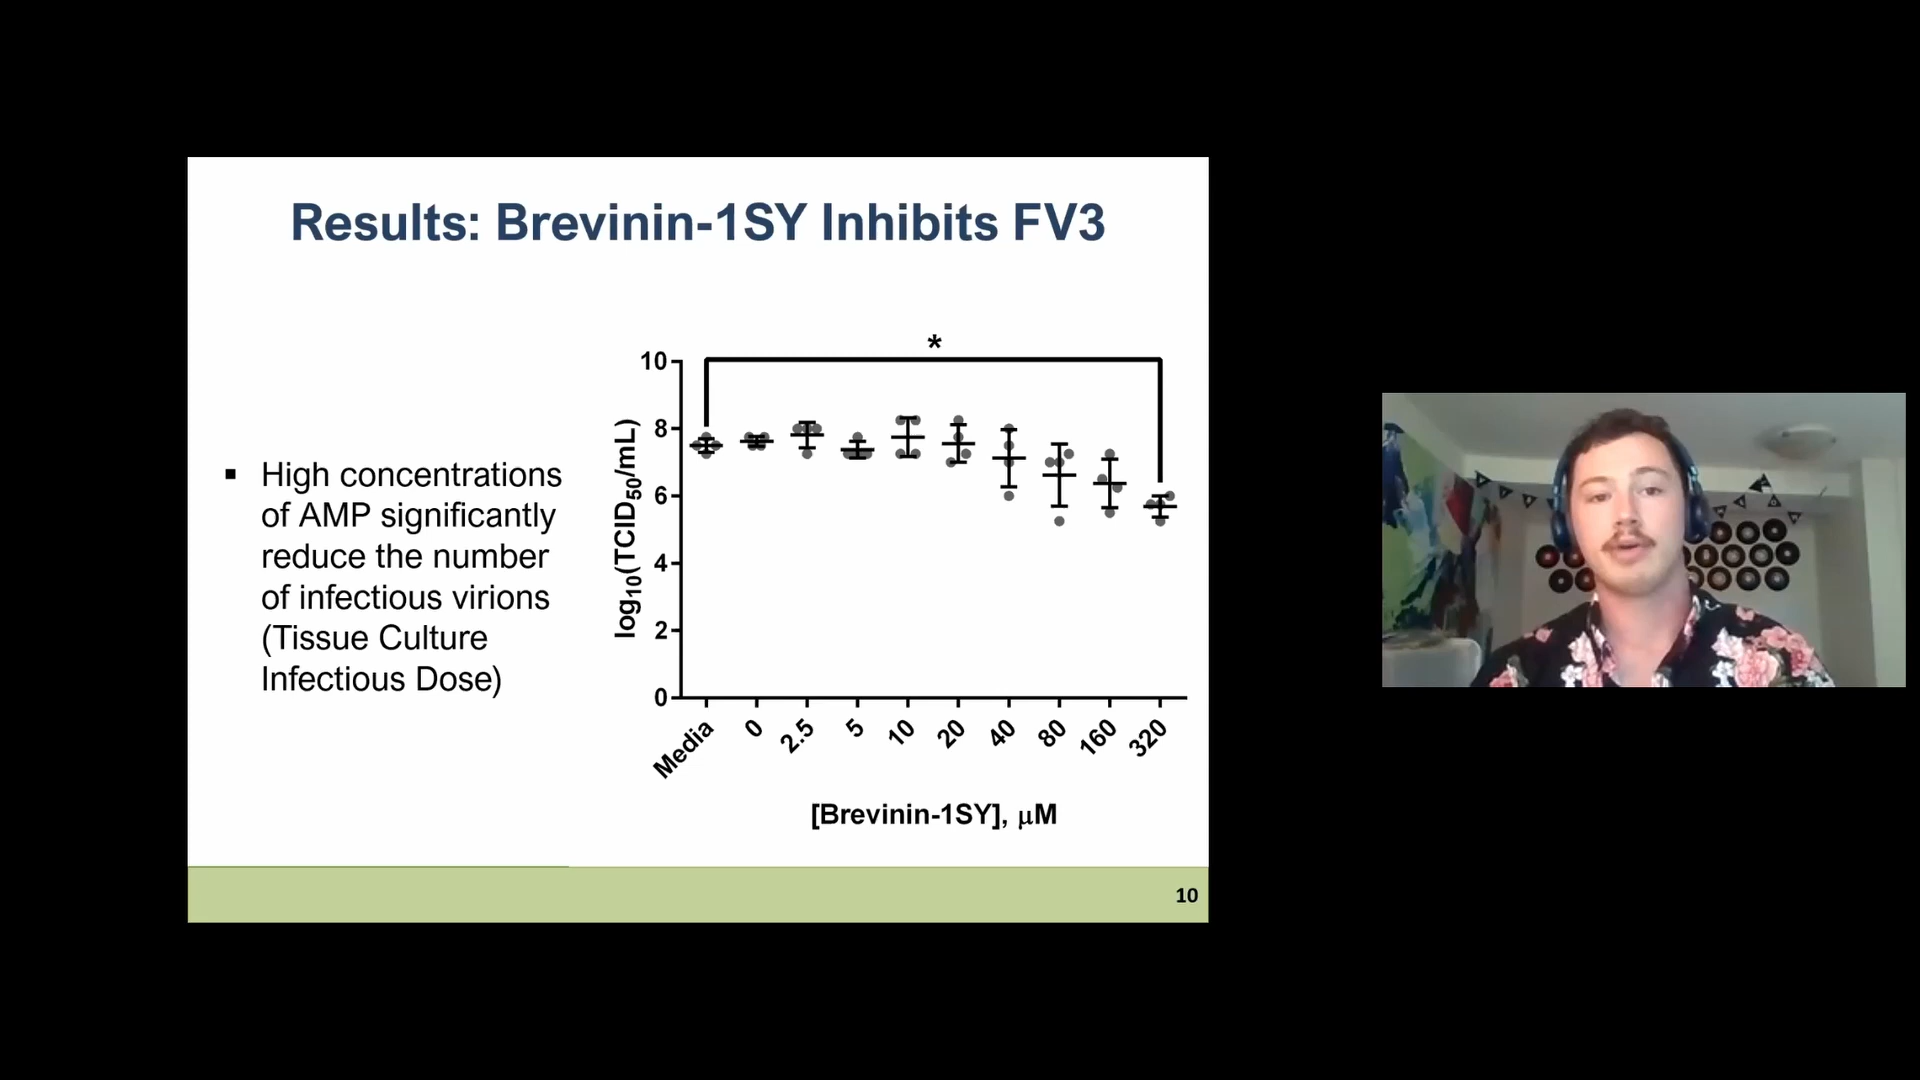 Results: Brevinin-1SY Inhibits FV3
▪ High concentrations
of AMP significantly
reduce the number
of infectious virions
(Tissue Culture
Infectious Dose)
*
log₁₀(TCID₅₀/mL)
10
8
6
4
2
0
Media 0 2.5 5 10 20 40 80 160 320
[Brevinin-1SY], μM
10